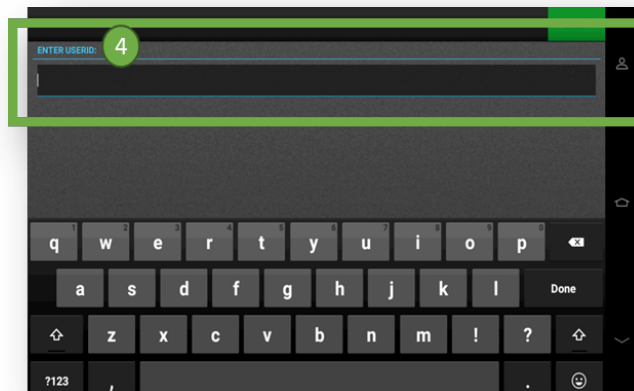 ENTER USERID: 4
1 2 3 4 5 6 7 8 9 0
q w e r t y u i o p
a s d f g h j k l Done
z x c v b n m ! ?
?123 , .